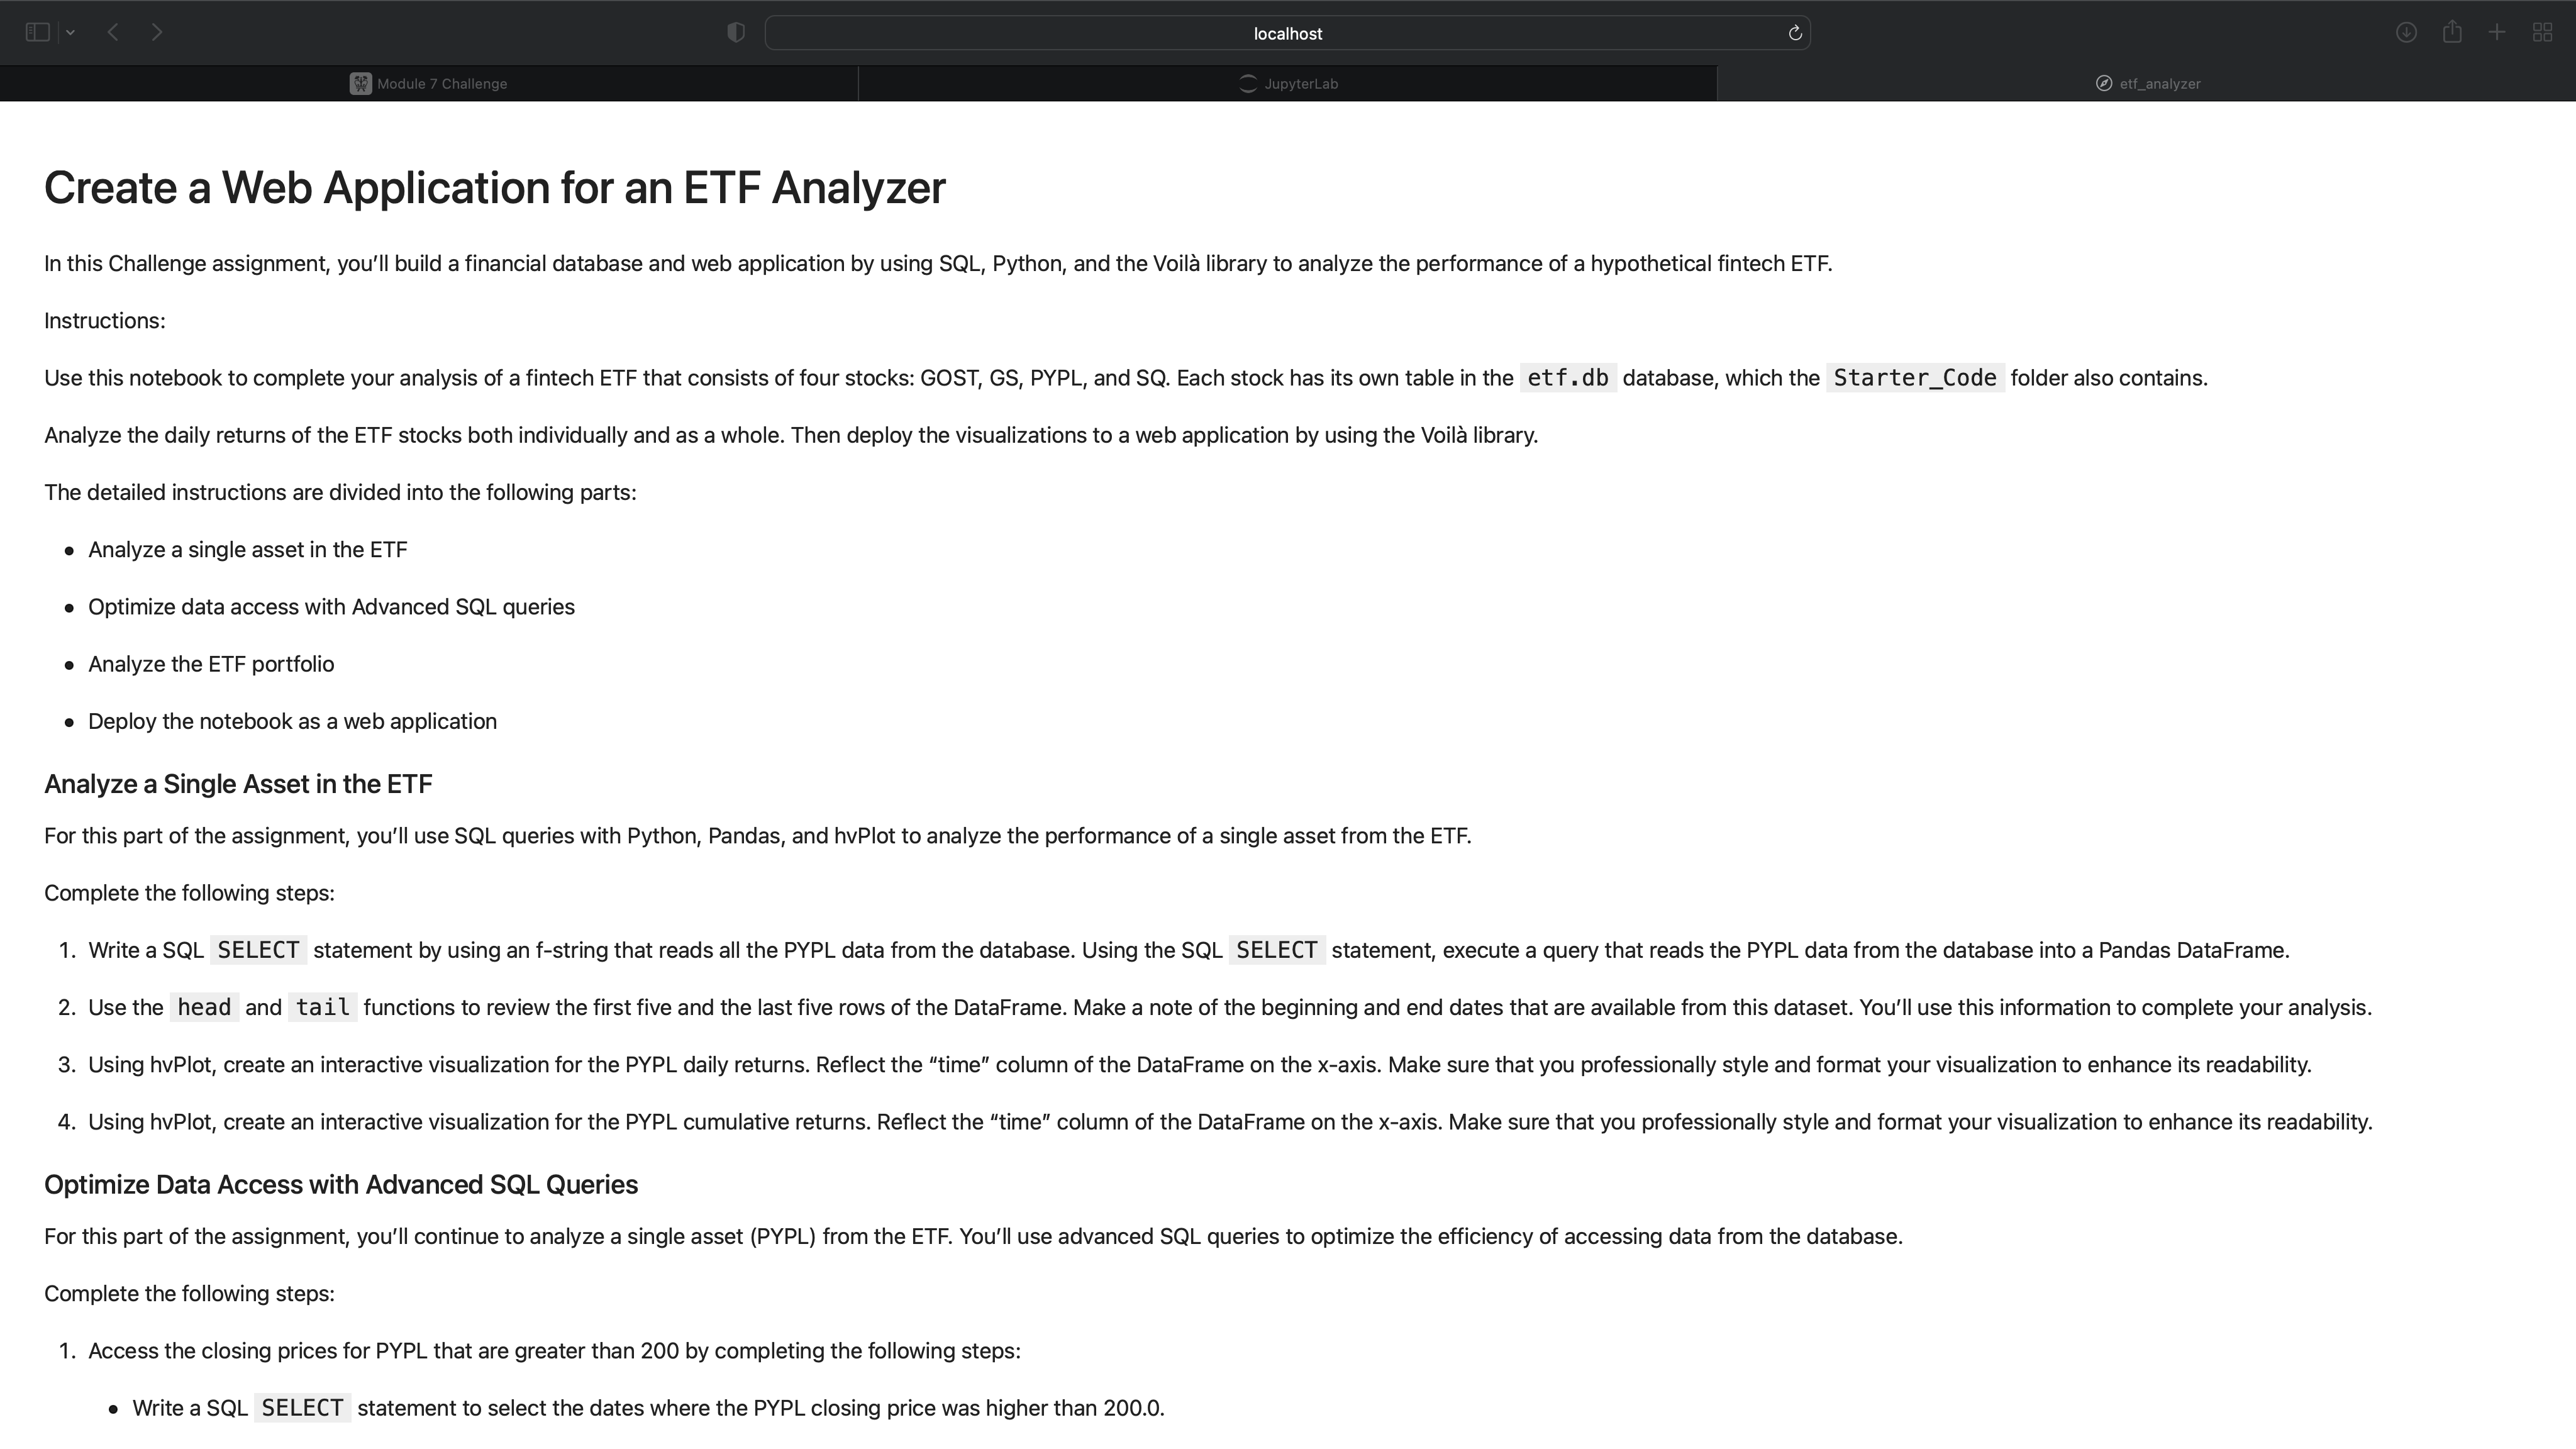 localhost
Module 7 Challenge
JupyterLab
etf_analyzer
Create a Web Application for an ETF Analyzer
In this Challenge assignment, you’ll build a financial database and web application by using SQL, Python, and the Voilà library to analyze the performance of a hypothetical fintech ETF.
Instructions:
Use this notebook to complete your analysis of a fintech ETF that consists of four stocks: GOST, GS, PYPL, and SQ. Each stock has its own table in the etf.db database, which the Starter_Code folder also contains.
Analyze the daily returns of the ETF stocks both individually and as a whole. Then deploy the visualizations to a web application by using the Voilà library.
The detailed instructions are divided into the following parts:
• Analyze a single asset in the ETF
• Optimize data access with Advanced SQL queries
• Analyze the ETF portfolio
• Deploy the notebook as a web application
Analyze a Single Asset in the ETF
For this part of the assignment, you’ll use SQL queries with Python, Pandas, and hvPlot to analyze the performance of a single asset from the ETF.
Complete the following steps:
1. Write a SQL SELECT statement by using an f-string that reads all the PYPL data from the database. Using the SQL SELECT statement, execute a query that reads the PYPL data from the database into a Pandas DataFrame.
2. Use the head and tail functions to review the first five and the last five rows of the DataFrame. Make a note of the beginning and end dates that are available from this dataset. You’ll use this information to complete your analysis.
3. Using hvPlot, create an interactive visualization for the PYPL daily returns. Reflect the “time” column of the DataFrame on the x-axis. Make sure that you professionally style and format your visualization to enhance its readability.
4. Using hvPlot, create an interactive visualization for the PYPL cumulative returns. Reflect the “time” column of the DataFrame on the x-axis. Make sure that you professionally style and format your visualization to enhance its readability.
Optimize Data Access with Advanced SQL Queries
For this part of the assignment, you’ll continue to analyze a single asset (PYPL) from the ETF. You’ll use advanced SQL queries to optimize the efficiency of accessing data from the database.
Complete the following steps:
1. Access the closing prices for PYPL that are greater than 200 by completing the following steps:
• Write a SQL SELECT statement to select the dates where the PYPL closing price was higher than 200.0.